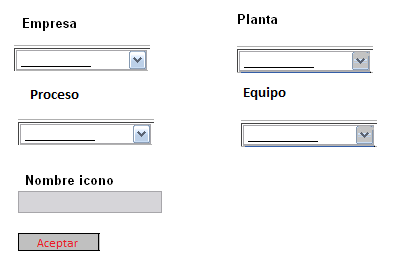 Empresa
Planta
Proceso
Equipo
Nombre icono
Aceptar